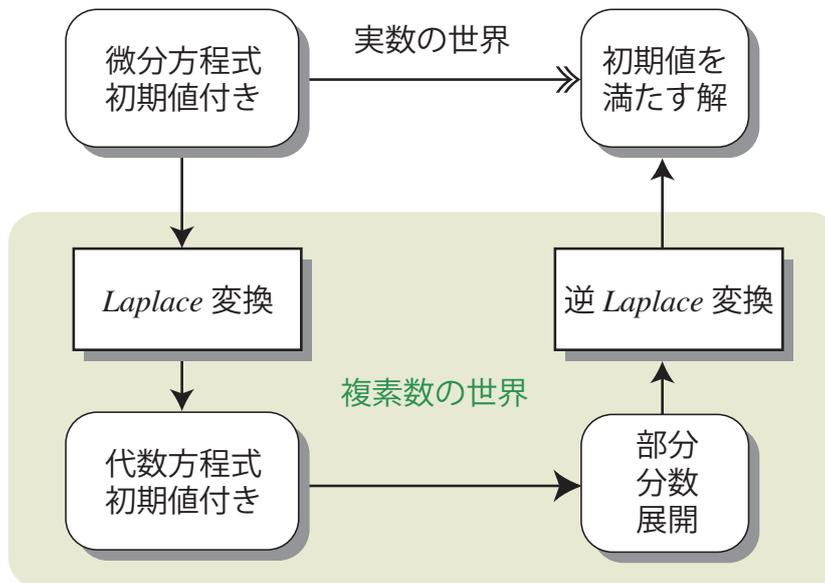 微分方程式
初期値付き
実数の世界
初期値を
満たす解
Laplace 変換
逆 Laplace 変換
複素数の世界
代数方程式
初期値付き
部分
分数
展開